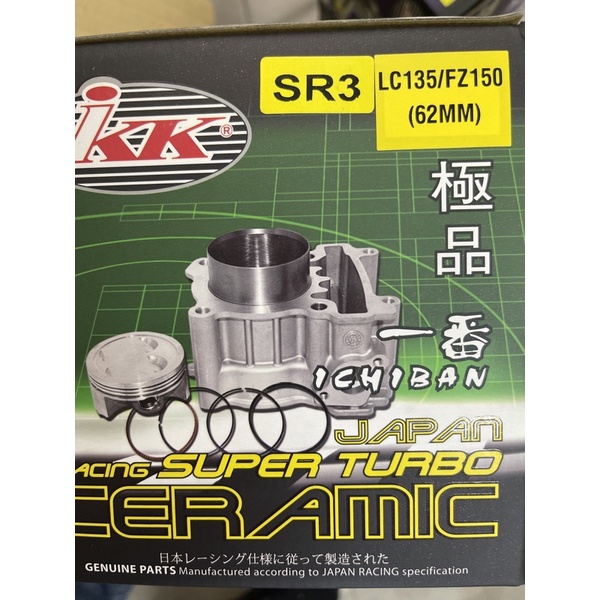 ikk®
SR3
LC135/FZ150
(62MM)
極品
一番
ICHIBAN
JAPAN
ACING SUPER TURBO
CERAMIC
日本レーシング仕様に従って製造された
GENUINE PARTS Manufactured according to JAPAN RACING specification